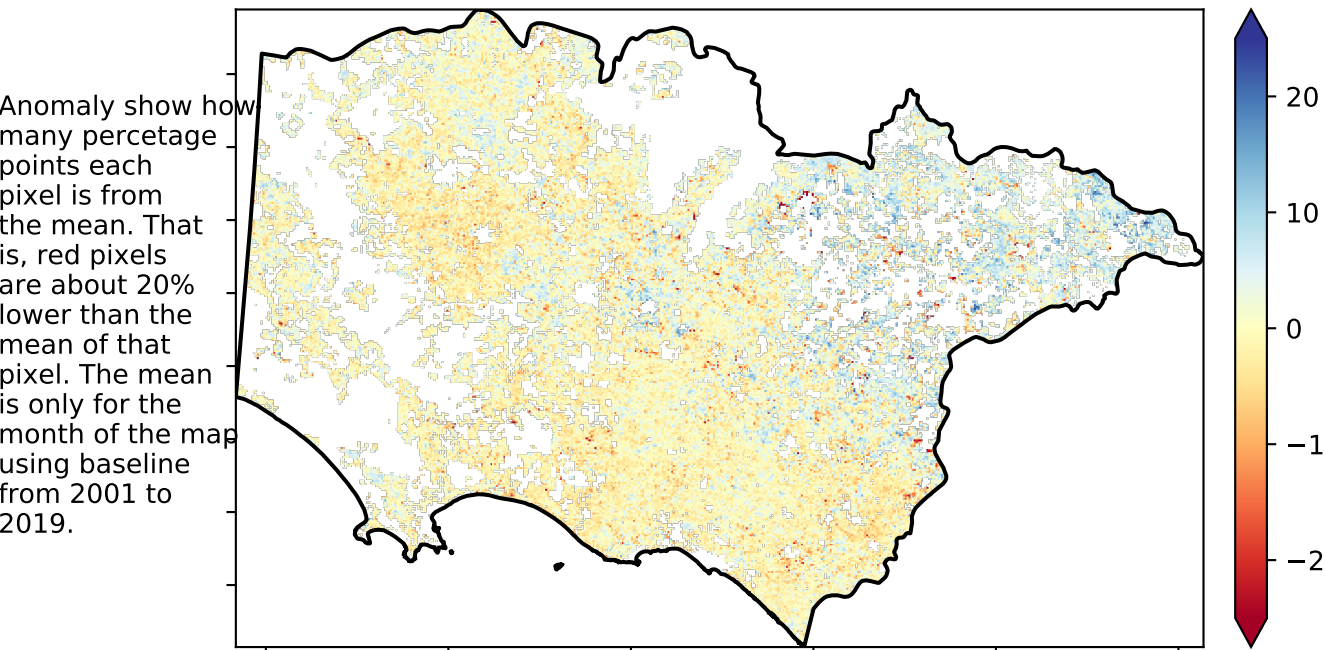 Anomaly show how
many percetage
points each
pixel is from
the mean. That
is, red pixels
are about 20%
lower than the
mean of that
pixel. The mean
is only for the
month of the map
using baseline
from 2001 to
2019.
20
10
0
−1
−2